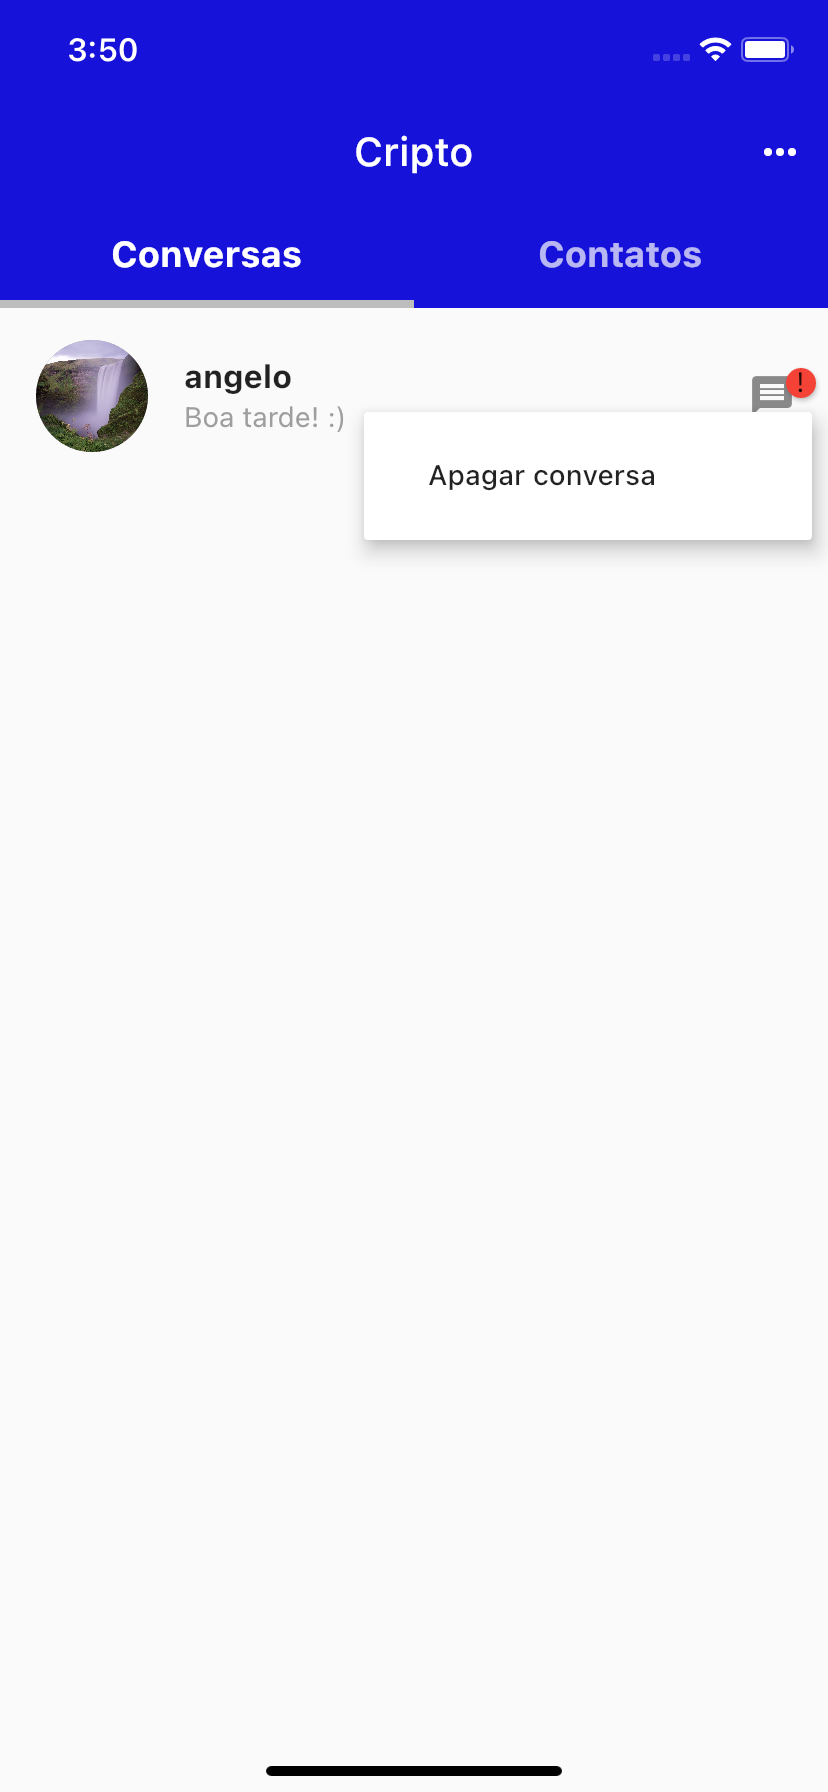 3:50
Cripto
Conversas
Contatos
angelo
!
Boa tarde! :)
Apagar conversa